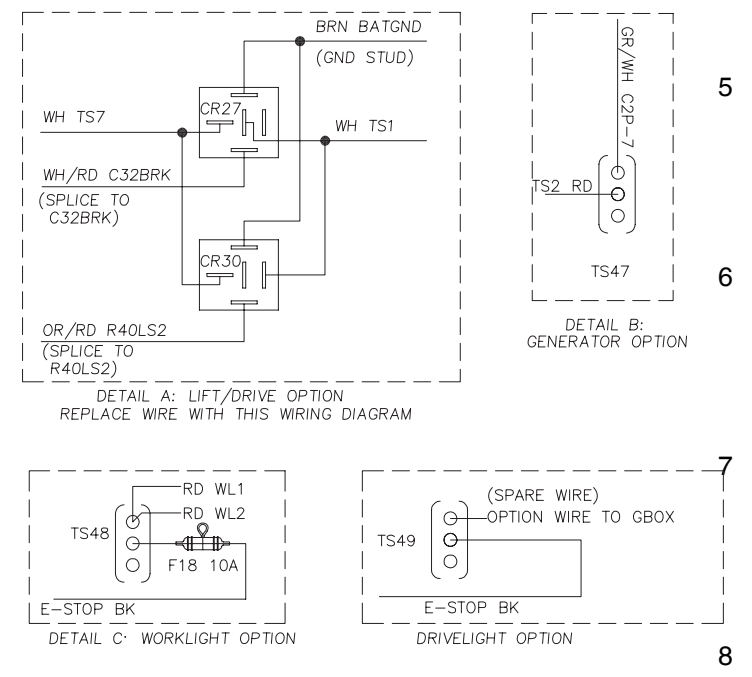 BRN BATGND
(GND STUD)
CR27
WH TS7
WH TS1
WH/RD C32BRK
(SPLICE TO
C32BRK)
CR30
OR/RD R40LS2
(SPLICE TO
R40LS2)
DETAIL A: LIFT/DRIVE OPTION
REPLACE WIRE WITH THIS WIRING DIAGRAM
GR/WH C2P-7
TS2 RD
TS47
DETAIL B:
GENERATOR OPTION
5
6
7
RD WL1
RD WL2
TS48
F18 10A
E-STOP BK
DETAIL C: WORKLIGHT OPTION
(SPARE WIRE)
OPTION WIRE TO GBOX
TS49
E-STOP BK
DRIVELIGHT OPTION
8